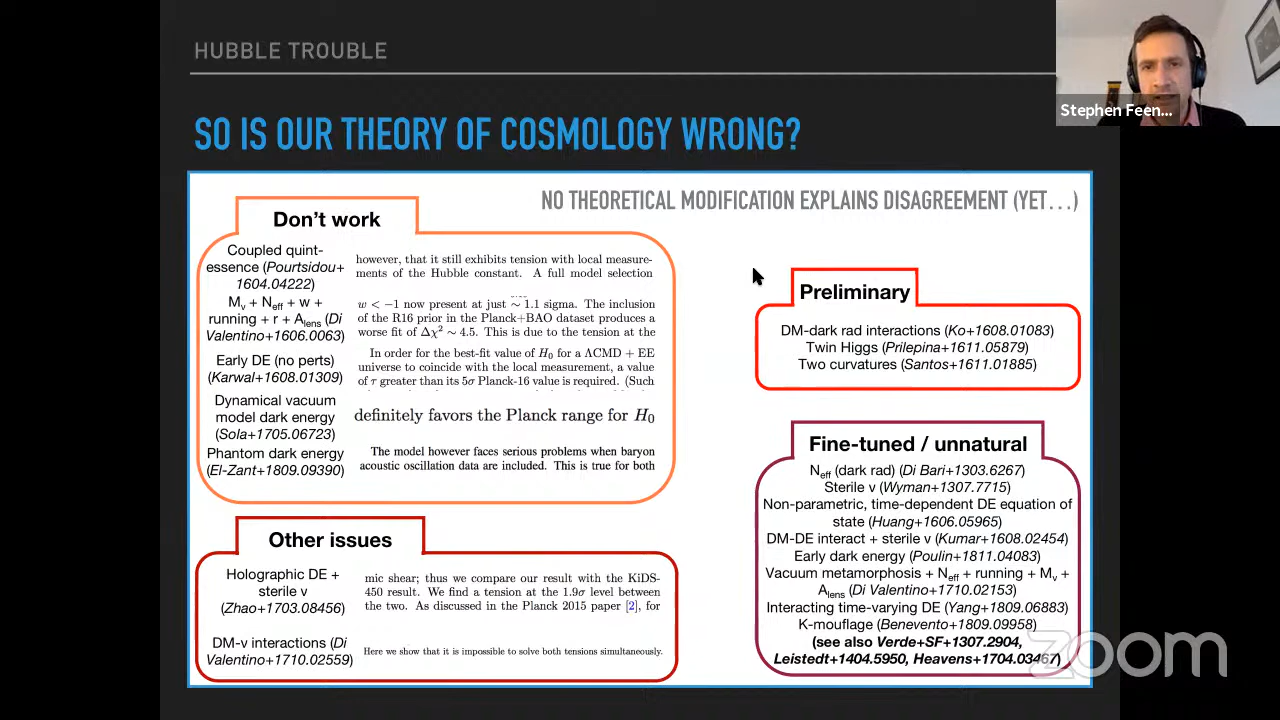 HUBBLE TROUBLE
Stephen Feen...
SO IS OUR THEORY OF COSMOLOGY WRONG?
NO THEORETICAL MODIFICATION EXPLAINS DISAGREEMENT (YET...)
Don't work
Coupled quint-
essence (Pourtsidou+
1604.04222)
however, that it still exhibits tension with local measure-
ments of the Hubble constant. A full model selection
Mν + Neff + w +
running + r + Alens (Di
Valentino+1606.0063)
w < −1 now present at just ∼ 1.1 sigma. The inclusion
of the R16 prior in the Planck+BAO dataset produces a
worse fit of Δχ² ∼ 4.5. This is due to the tension at the
Early DE (no perts)
(Karwal+1608.01309)
In order for the best-fit value of H0 for a ΛCMD + EE
universe to coincide with the local measurement, a value
of τ greater than its 5σ Planck-16 value is required. (Such
Dynamical vacuum
model dark energy
(Sola+1705.06723)
definitely favors the Planck range for H0
Phantom dark energy
(El-Zant+1809.09390)
The model however faces serious problems when baryon
acoustic oscillation data are included. This is true for both
Other issues
Holographic DE +
sterile ν
(Zhao+1703.08456)
mic shear; thus we compare our result with the KiDS-
450 result. We find a tension at the 1.9σ level between
the two. As discussed in the Planck 2015 paper [2], for
DM-ν interactions (Di
Valentino+1710.02559)
Here we show that it is impossible to solve both tensions simultaneously.
Preliminary
DM-dark rad interactions (Ko+1608.01083)
Twin Higgs (Prilepina+1611.05879)
Two curvatures (Santos+1611.01885)
Fine-tuned / unnatural
Neff (dark rad) (Di Bari+1303.6267)
Sterile ν (Wyman+1307.7715)
Non-parametric, time-dependent DE equation of
state (Huang+1606.05965)
DM-DE interact + sterile ν (Kumar+1608.02454)
Early dark energy (Poulin+1811.04083)
Vacuum metamorphosis + Neff + running + Mν +
Alens (Di Valentino+1710.02153)
Interacting time-varying DE (Yang+1809.06883)
K-mouflage (Benevento+1809.09958)
(see also Verde+SF+1307.2904,
Leistedt+1404.5950, Heavens+1704.03467)
zoom